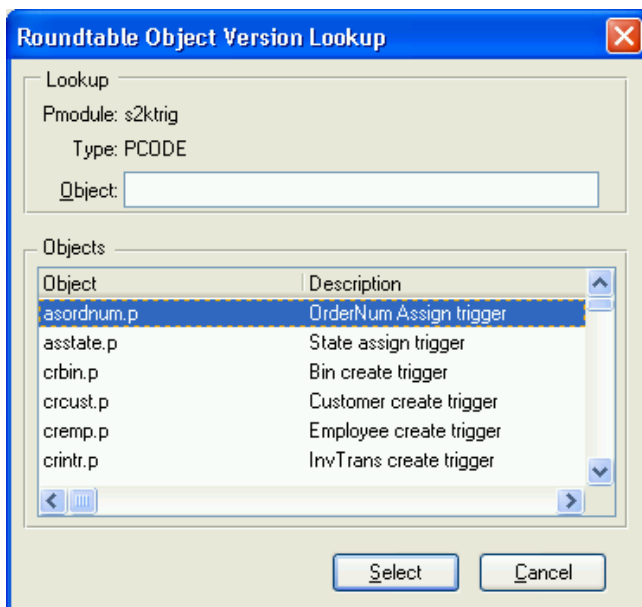 Roundtable Object Version Lookup
Lookup
Pmodule: s2ktrig
Type: PCODE
Object:
Objects
Object Description
asordnum.p OrderNum Assign trigger
asstate.p State assign trigger
crbin.p Bin create trigger
crcust.p Customer create trigger
cremp.p Employee create trigger
crintr.p InvTrans create trigger
Select Cancel